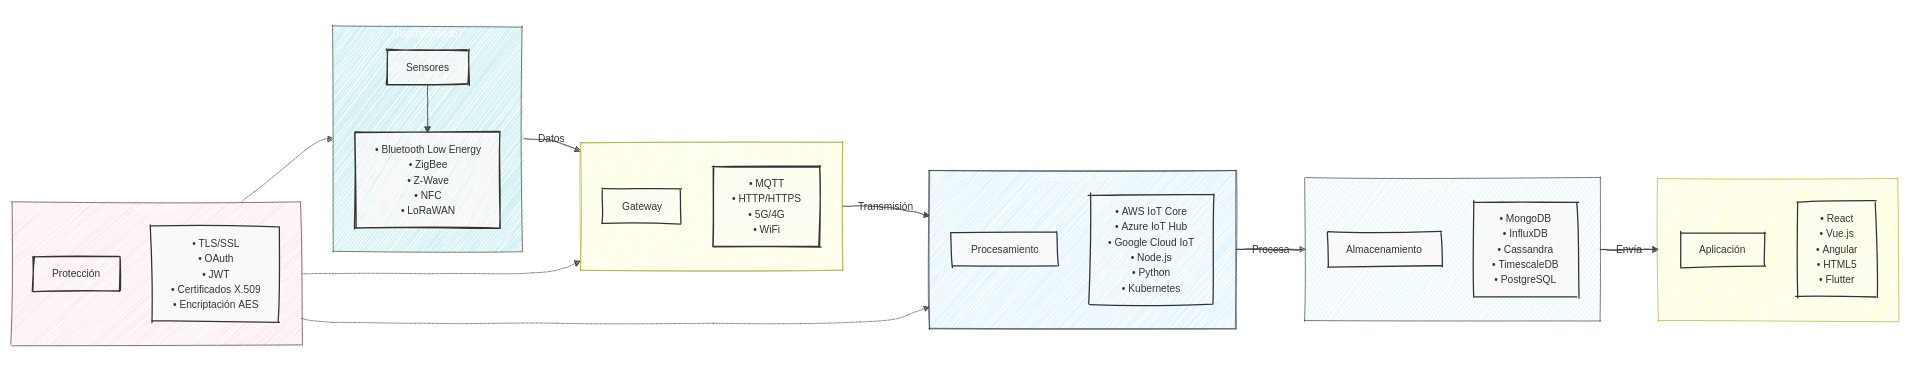 Dispositivos IoT
Sensores
• Bluetooth Low Energy
• ZigBee
• Z-Wave
• NFC
• LoRaWAN
Datos
Protección
• TLS/SSL
• OAuth
• JWT
• Certificados X.509
• Encriptación AES
Gateway
• MQTT
• HTTP/HTTPS
• 5G/4G
• WiFi
Transmisión
Procesamiento
• AWS IoT Core
• Azure IoT Hub
• Google Cloud IoT
• Node.js
• Python
• Kubernetes
Procesa
Almacenamiento
• MongoDB
• InfluxDB
• Cassandra
• TimescaleDB
• PostgreSQL
Envía
Aplicación
• React
• Vue.js
• Angular
• HTML5
• Flutter